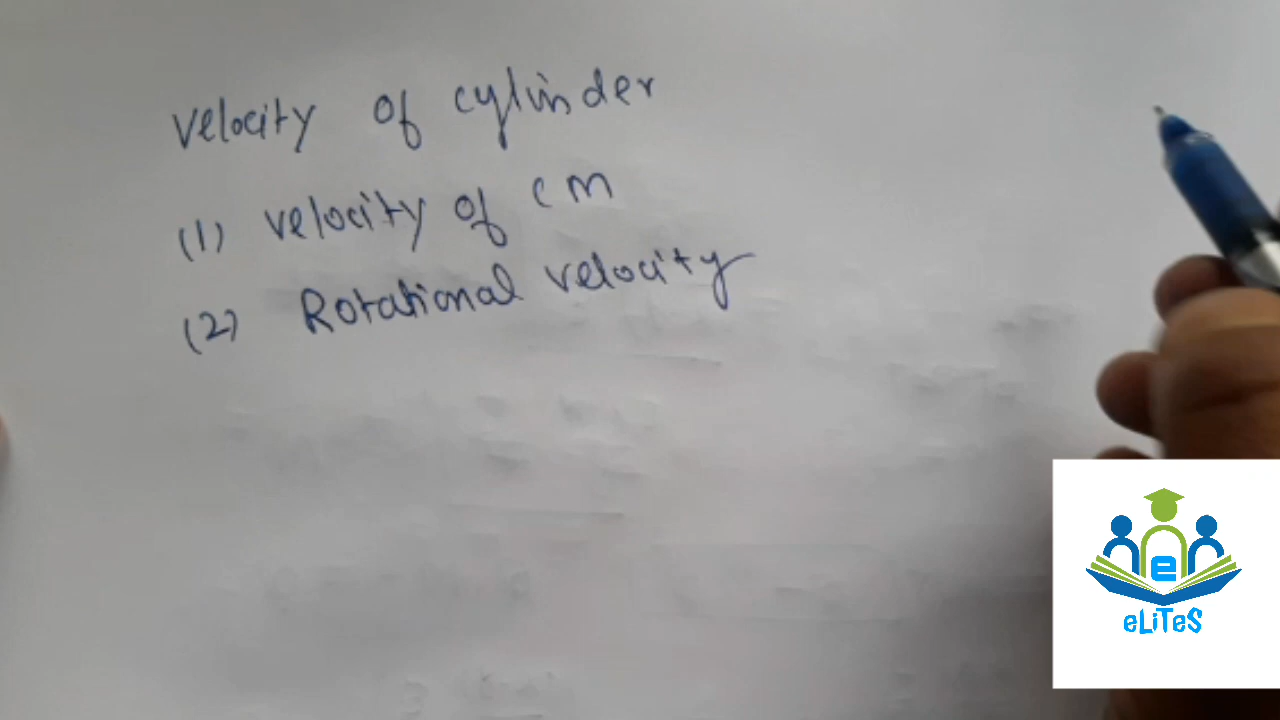 velocity of cylinder
(1) velocity of CM
(2) Rotational velocity
e
eLiTeS